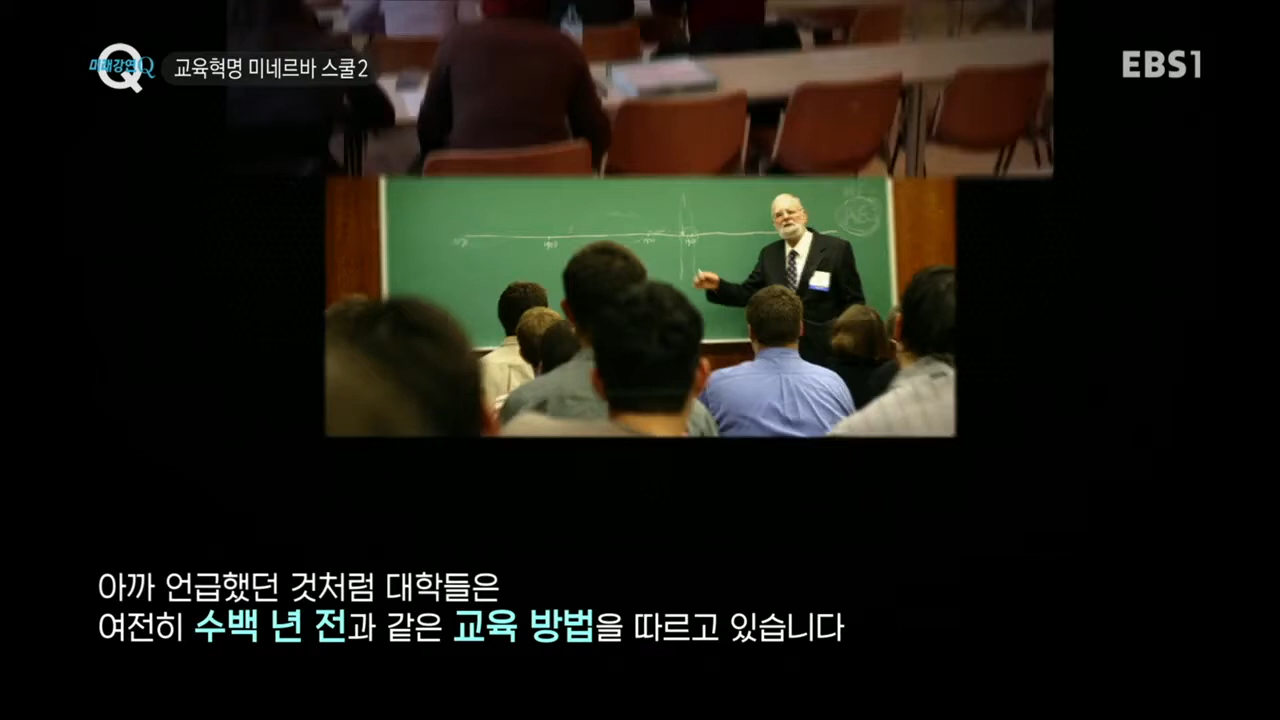 미래강연Q
교육혁명 미네르바 스쿨2
EBS1
아까 언급했던 것처럼 대학들은
여전히 수백 년 전과 같은 교육 방법을 따르고 있습니다